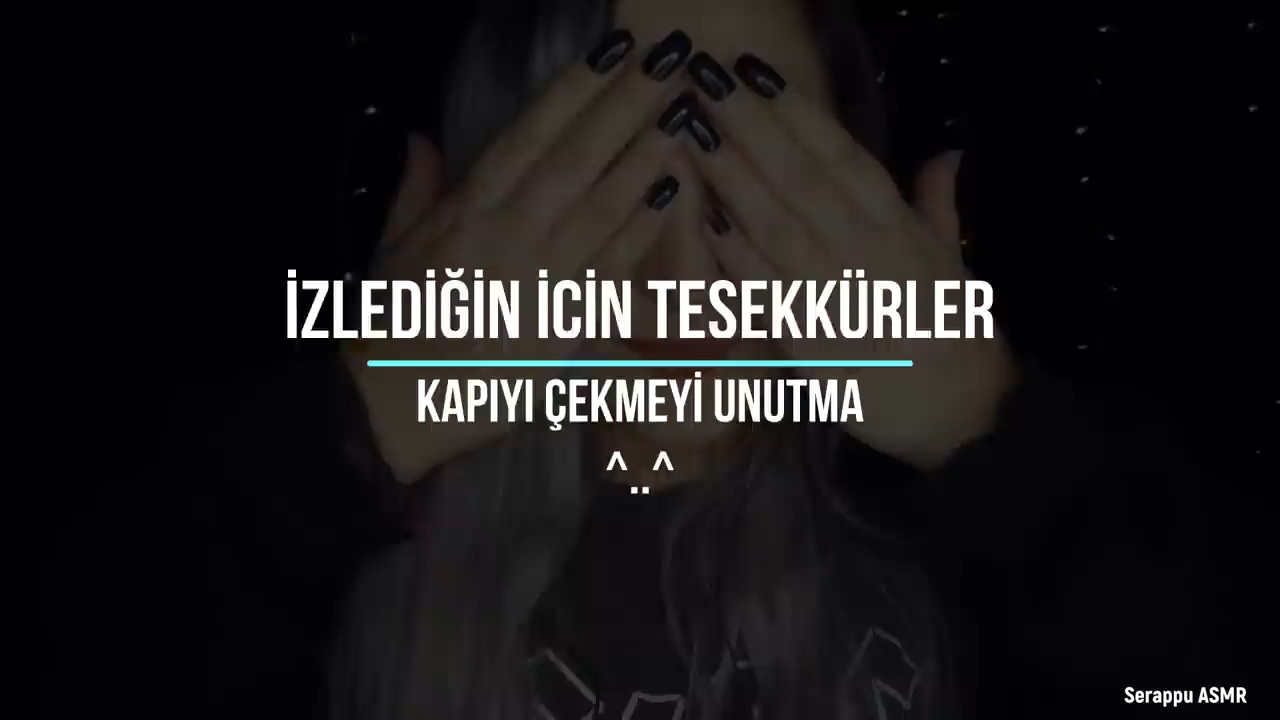 İZLEDİĞİN İCİN TESEKKÜRLER
KAPIYI ÇEKMEYİ UNUTMA
^..^
Serappu ASMR